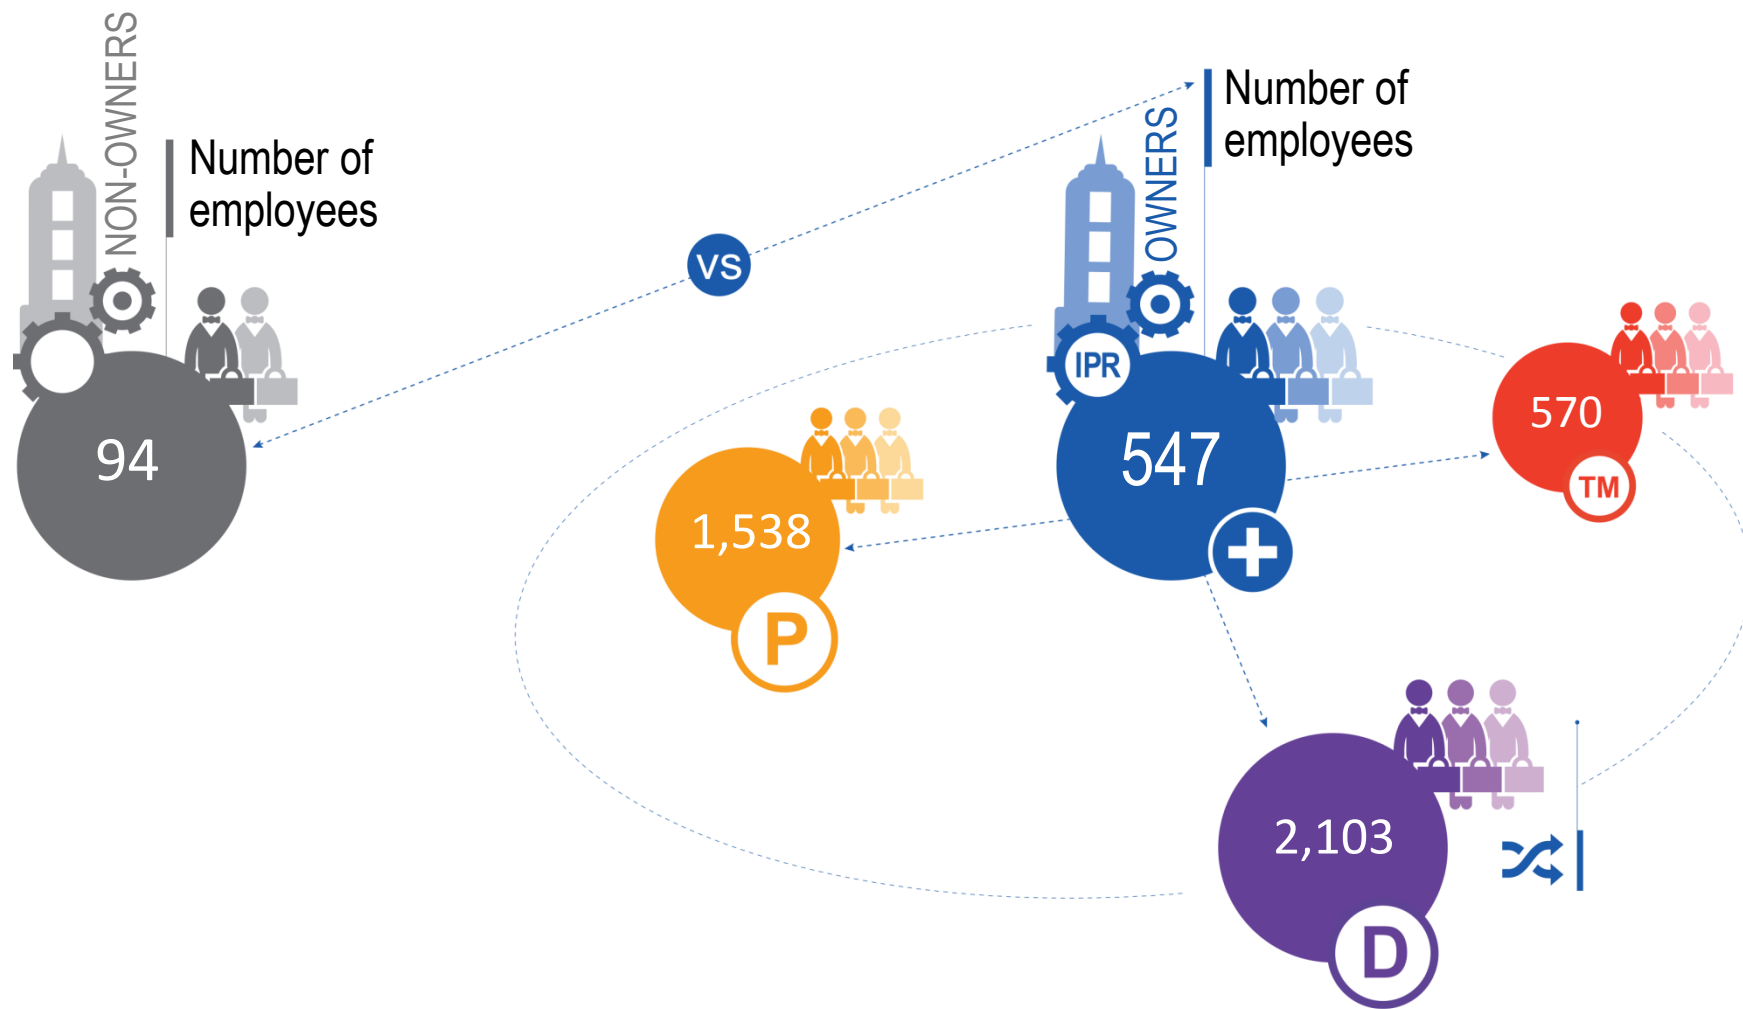 NON-OWNERS
Number of
employees
94
VS
OWNERS
Number of
employees
IPR
547
570
TM
1,538
P
2,103
D